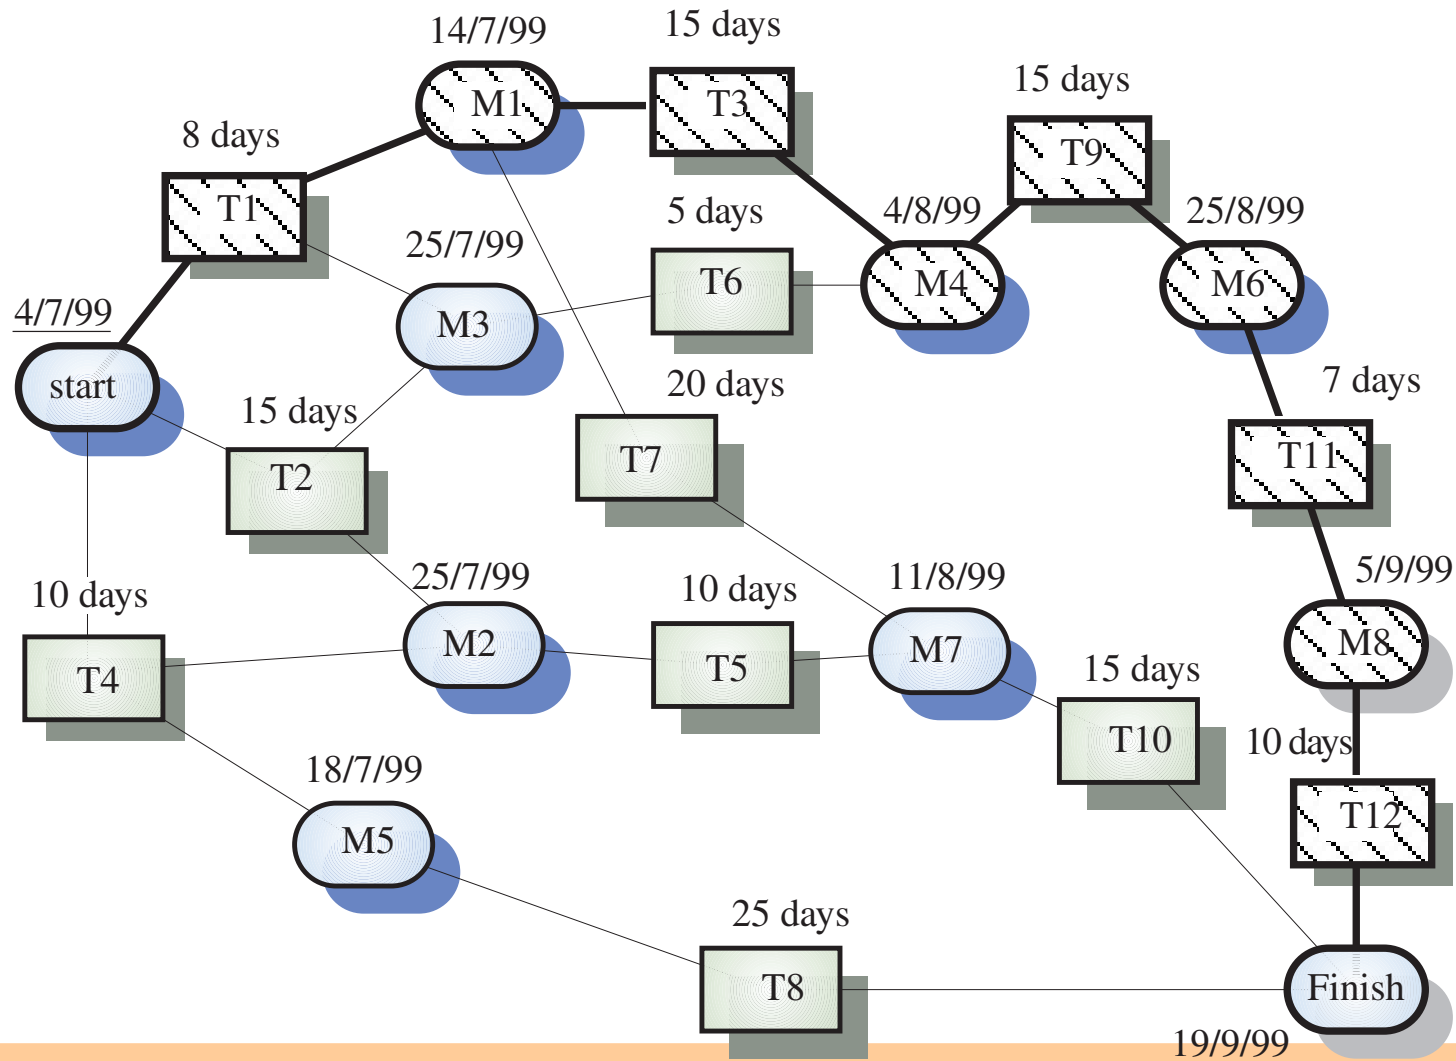 14/7/99
15 days
M1
T3
15 days
8 days
T9
T1
5 days
4/8/99
25/8/99
25/7/99
T6
M4
M6
4/7/99
M3
start
20 days
7 days
15 days
T7
T11
T2
10 days
25/7/99
10 days
11/8/99
5/9/99
M2
T5
M7
M8
T4
15 days
T10
10 days
18/7/99
T12
M5
25 days
T8
Finish
19/9/99